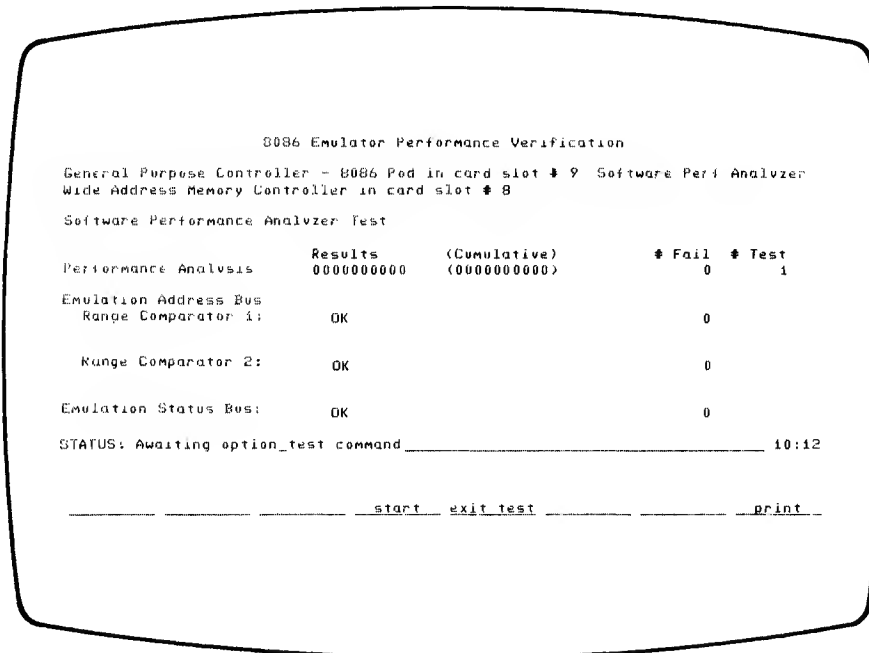 8086 Emulator Performance Verification
General Purpose Controller - 8086 Pod in card slot # 9 Software Perf Analyzer
Wide Address Memory Controller in card slot # 8
Software Performance Analyzer Test
Results (Cumulative) # Fail # Test
Performance Analysis 0000000000 (0000000000) 0 1
Emulation Address Bus
Range Comparator 1: OK 0
Range Comparator 2: OK 0
Emulation Status Bus: OK 0
STATUS: Awaiting option_test command 10:12
start exit test print